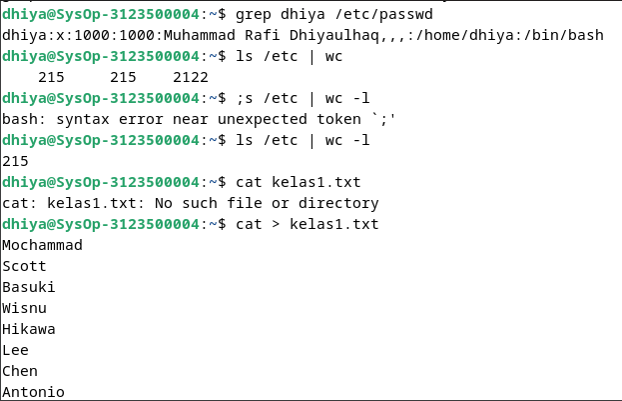 dhiya@SysOp-3123500004:~$ grep dhiya /etc/passwd
dhiya:x:1000:1000:Muhammad Rafi Dhiyaulhaq,,,:/home/dhiya:/bin/bash
dhiya@SysOp-3123500004:~$ ls /etc | wc
    215     215    2122
dhiya@SysOp-3123500004:~$ ;s /etc | wc -l
bash: syntax error near unexpected token `;'
dhiya@SysOp-3123500004:~$ ls /etc | wc -l
215
dhiya@SysOp-3123500004:~$ cat kelas1.txt
cat: kelas1.txt: No such file or directory
dhiya@SysOp-3123500004:~$ cat > kelas1.txt
Mochammad
Scott
Basuki
Wisnu
Hikawa
Lee
Chen
Antonio